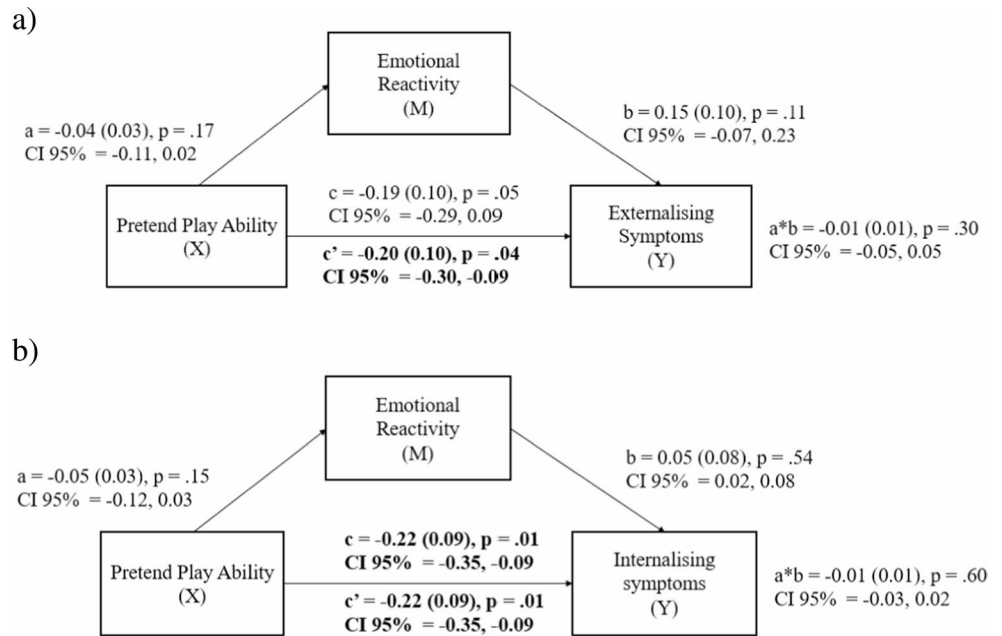 a)
Emotional
Reactivity
(M)
a = -0.04 (0.03), p = .17
CI 95% = -0.11, 0.02
b = 0.15 (0.10), p = .11
CI 95% = -0.07, 0.23
Pretend Play Ability
(X)
c = -0.19 (0.10), p = .05
CI 95% = -0.29, 0.09
c’ = -0.20 (0.10), p = .04
CI 95% = -0.30, -0.09
Externalising
Symptoms
(Y)
a*b = -0.01 (0.01), p = .30
CI 95% = -0.05, 0.05
b)
Emotional
Reactivity
(M)
a = -0.05 (0.03), p = .15
CI 95% = -0.12, 0.03
b = 0.05 (0.08), p = .54
CI 95% = 0.02, 0.08
Pretend Play Ability
(X)
c = -0.22 (0.09), p = .01
CI 95% = -0.35, -0.09
c’ = -0.22 (0.09), p = .01
CI 95% = -0.35, -0.09
Internalising
symptoms
(Y)
a*b = -0.01 (0.01), p = .60
CI 95% = -0.03, 0.02